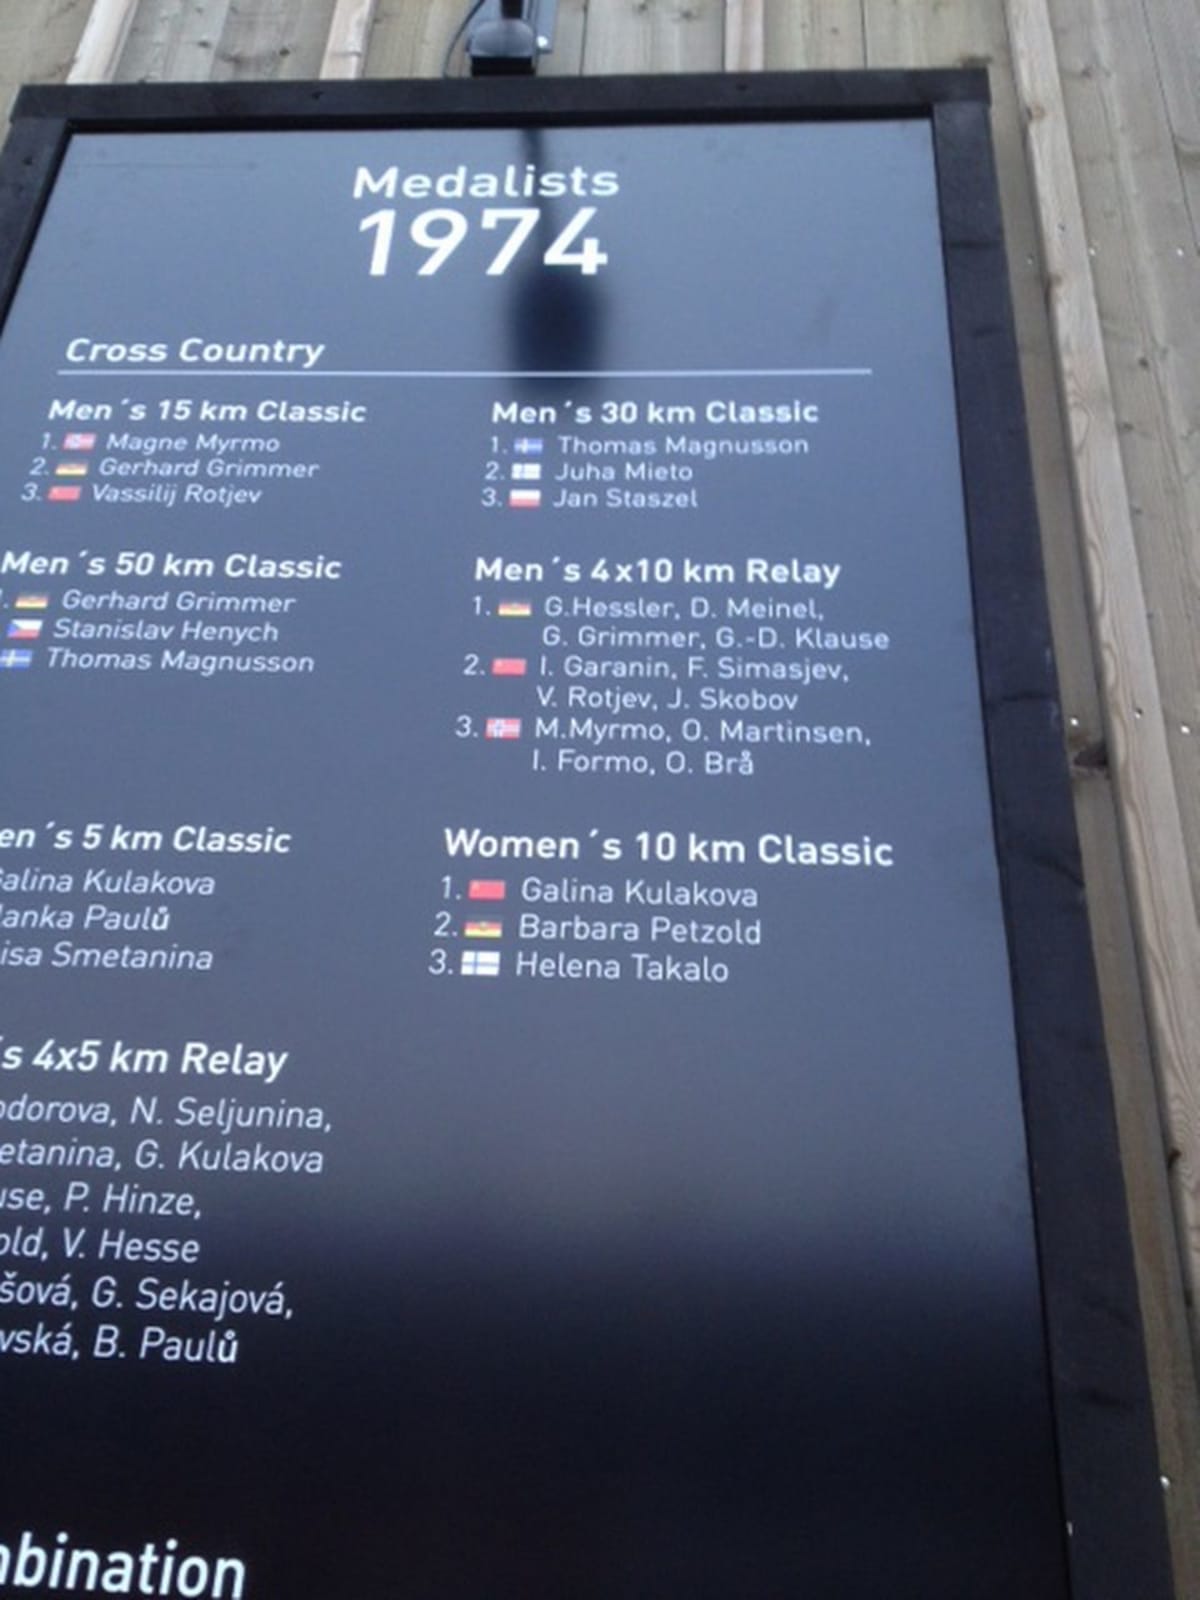 Medalists
1974
Cross Country
Men´s 15 km Classic
1. Magne Myrmo
2. Gerhard Grimmer
3. Vassilij Rotjev
Men´s 30 km Classic
1. Thomas Magnusson
2. Juha Mieto
3. Jan Staszel
Men´s 50 km Classic
Gerhard Grimmer
Stanislav Henych
Thomas Magnusson
Men´s 4x10 km Relay
1. G.Hessler, D. Meinel,
G. Grimmer, G.-D. Klause
2. I. Garanin, F. Simasjev,
V. Rotjev, J. Skobov
3. M.Myrmo, O. Martinsen,
I. Formo, O. Brå
en´s 5 km Classic
alina Kulakova
lanka Paulů
isa Smetanina
Women´s 10 km Classic
1. Galina Kulakova
2. Barbara Petzold
3. Helena Takalo
´s 4x5 km Relay
odorova, N. Seljunina,
etanina, G. Kulakova
use, P. Hinze,
old, V. Hesse
šová, G. Sekajová,
vská, B. Paulů
bination